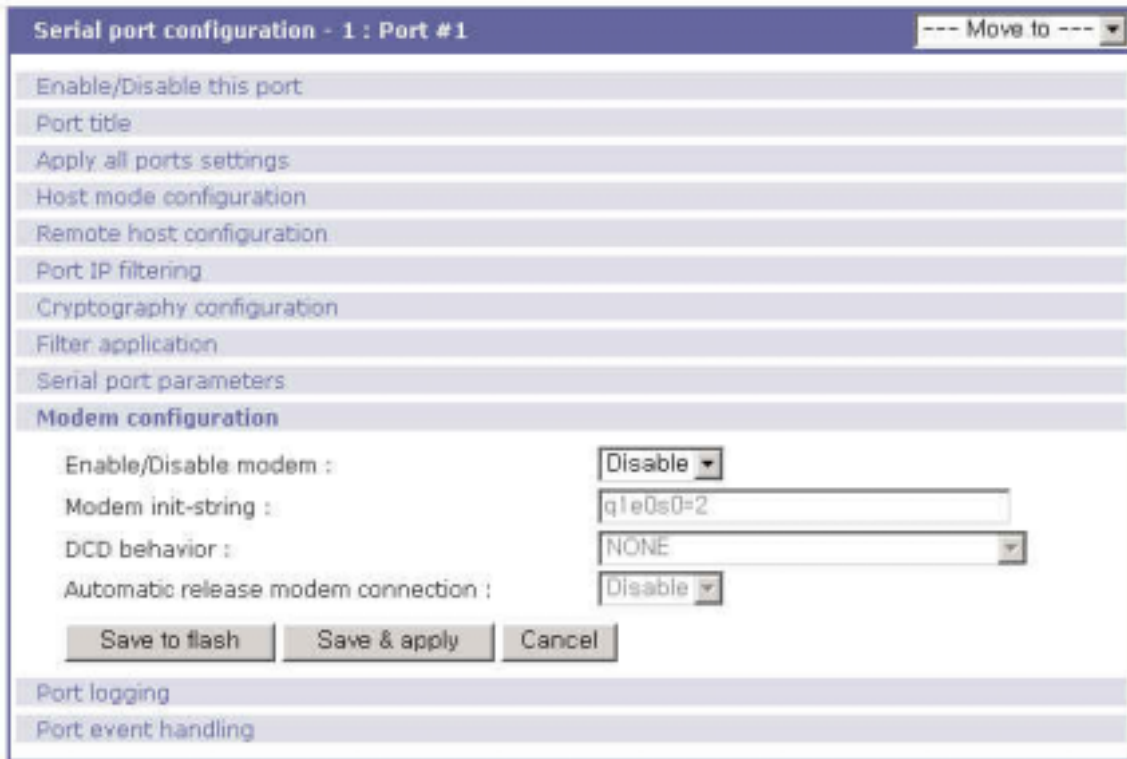 Serial port configuration - 1 : Port #1 --- Move to ---
Enable/Disable this port
Port title
Apply all ports settings
Host mode configuration
Remote host configuration
Port IP filtering
Cryptography configuration
Filter application
Serial port parameters
Modem configuration
Enable/Disable modem : Disable
Modem init-string : q1e0s0=2
DCD behavior : NONE
Automatic release modem connection : Disable
Save to flash Save & apply Cancel
Port logging
Port event handling